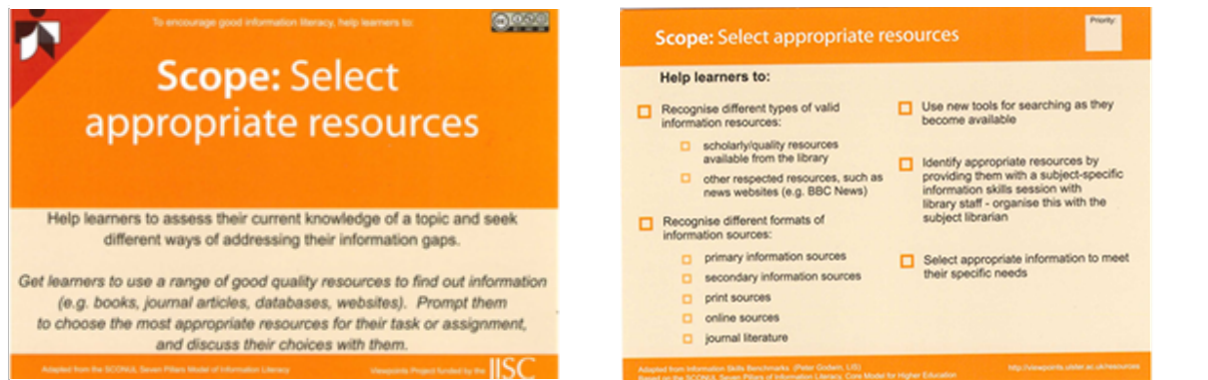 To encourage good information literacy, help learners to:
Scope: Select
appropriate resources
Help learners to assess their current knowledge of a topic and seek
different ways of addressing their information gaps.
Get learners to use a range of good quality resources to find out information
(e.g. books, journal articles, databases, websites). Prompt them
to choose the most appropriate resources for their task or assignment,
and discuss their choices with them.
Adapted from the SCONUL Seven Pillars Model of Information Literacy
Viewpoints Project funded by the JISC
Scope: Select appropriate resources
Priority:
Help learners to:
Recognise different types of valid
information resources:
scholarly/quality resources
available from the library
other respected resources, such as
news websites (e.g. BBC News)
Recognise different formats of
information sources:
primary information sources
secondary information sources
print sources
online sources
journal literature
Use new tools for searching as they
become available
Identify appropriate resources by
providing them with a subject-specific
information skills session with
library staff - organise this with the
subject librarian
Select appropriate information to meet
their specific needs
Adapted from Information Skills Benchmarks (Peter Godwin, LIS)
Based on the SCONUL Seven Pillars of Information Literacy, Core Model for Higher Education
http://viewpoints.ulster.ac.uk/resources